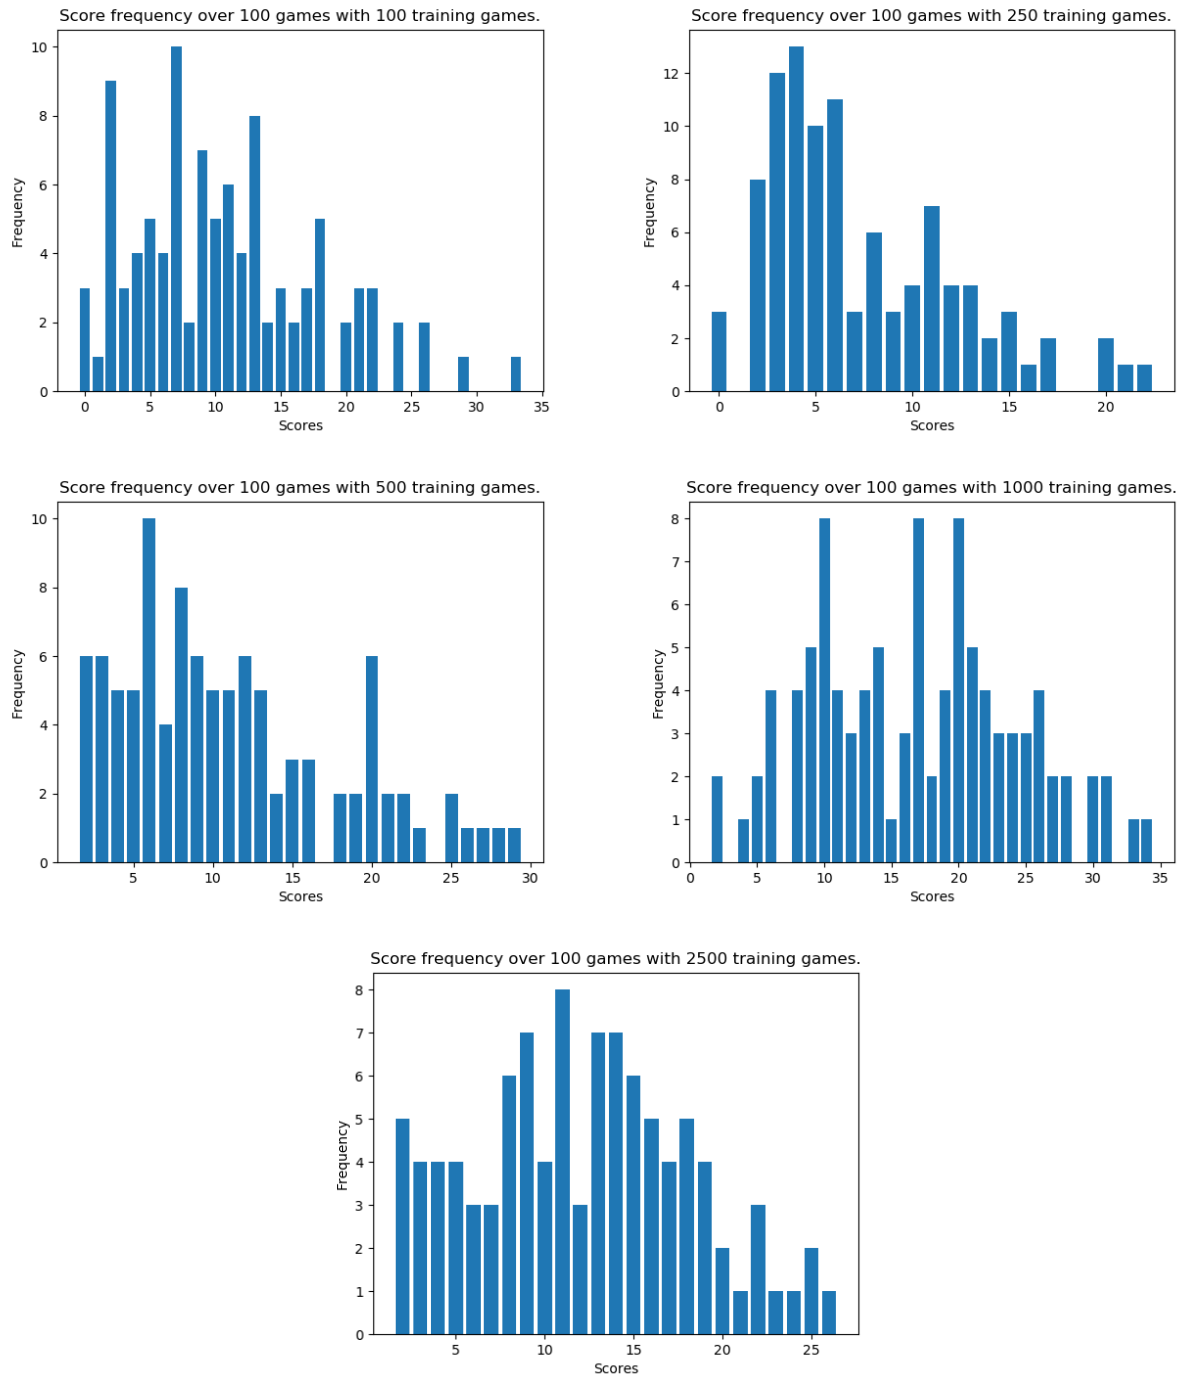 Score frequency over 100 games with 100 training games.
10
8
6
4
2
0
Frequency
0 5 10 15 20 25 30 35
Scores
Score frequency over 100 games with 250 training games.
12
10
8
6
4
2
0
Frequency
0 5 10 15 20
Scores
Score frequency over 100 games with 500 training games.
10
8
6
4
2
0
Frequency
5 10 15 20 25 30
Scores
Score frequency over 100 games with 1000 training games.
8
7
6
5
4
3
2
1
0
Frequency
0 5 10 15 20 25 30 35
Scores
Score frequency over 100 games with 2500 training games.
8
7
6
5
4
3
2
1
0
Frequency
5 10 15 20 25
Scores